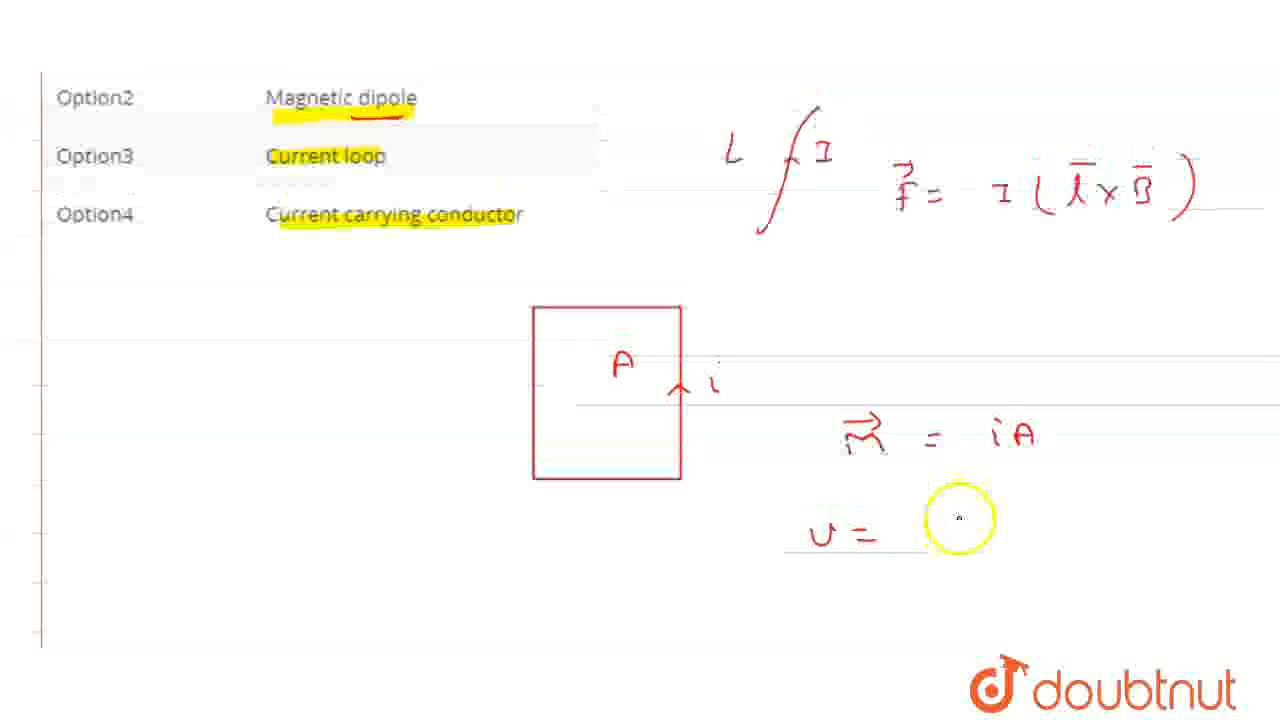 Option2 Magnetic dipole
Option3 Current loop
Option4 Current carrying conductor
L I F⃗ = I ( l̅ × B̅ )
A i
M⃗ = iA
U =
doubtnut